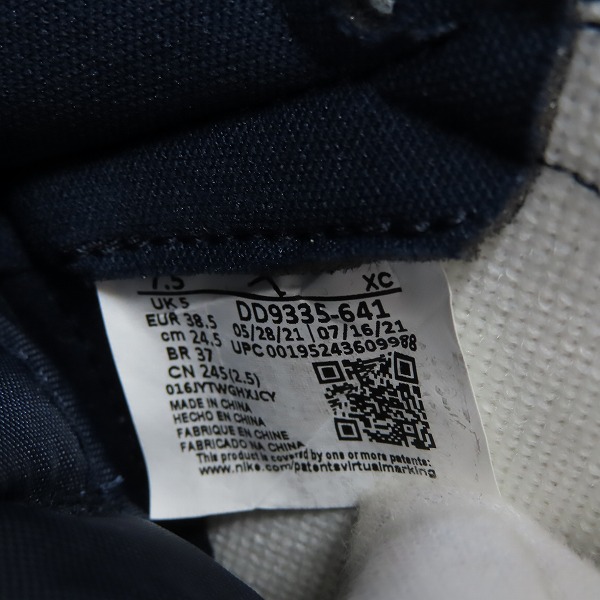 7.5 XC
UK 5 DD9335-641
EUR 38.5 05/28/21 | 07/16/21
cm 24.5 UPC 00195243609988
BR 37
CN 245(2.5)
016JYTWGHXJCY
MADE IN CHINA
HECHO EN CHINA
FABRIQUE EN CHINE
FABRICADO NA CHINA
This product is covered by one or more patents:
www.nike.com/patentsvirtualmarking